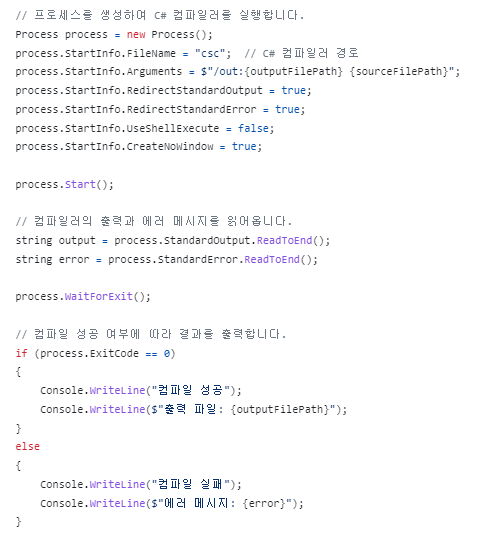 // 프로세스를 생성하여 C# 컴파일러를 실행합니다.
Process process = new Process();
process.StartInfo.FileName = "csc";  // C# 컴파일러 경로
process.StartInfo.Arguments = $"/out:{outputFilePath} {sourceFilePath}";
process.StartInfo.RedirectStandardOutput = true;
process.StartInfo.RedirectStandardError = true;
process.StartInfo.UseShellExecute = false;
process.StartInfo.CreateNoWindow = true;

process.Start();

// 컴파일러의 출력과 에러 메시지를 읽어옵니다.
string output = process.StandardOutput.ReadToEnd();
string error = process.StandardError.ReadToEnd();

process.WaitForExit();

// 컴파일 성공 여부에 따라 결과를 출력합니다.
if (process.ExitCode == 0)
{
    Console.WriteLine("컴파일 성공");
    Console.WriteLine($"출력 파일: {outputFilePath}");
}
else
{
    Console.WriteLine("컴파일 실패");
    Console.WriteLine($"에러 메시지: {error}");
}